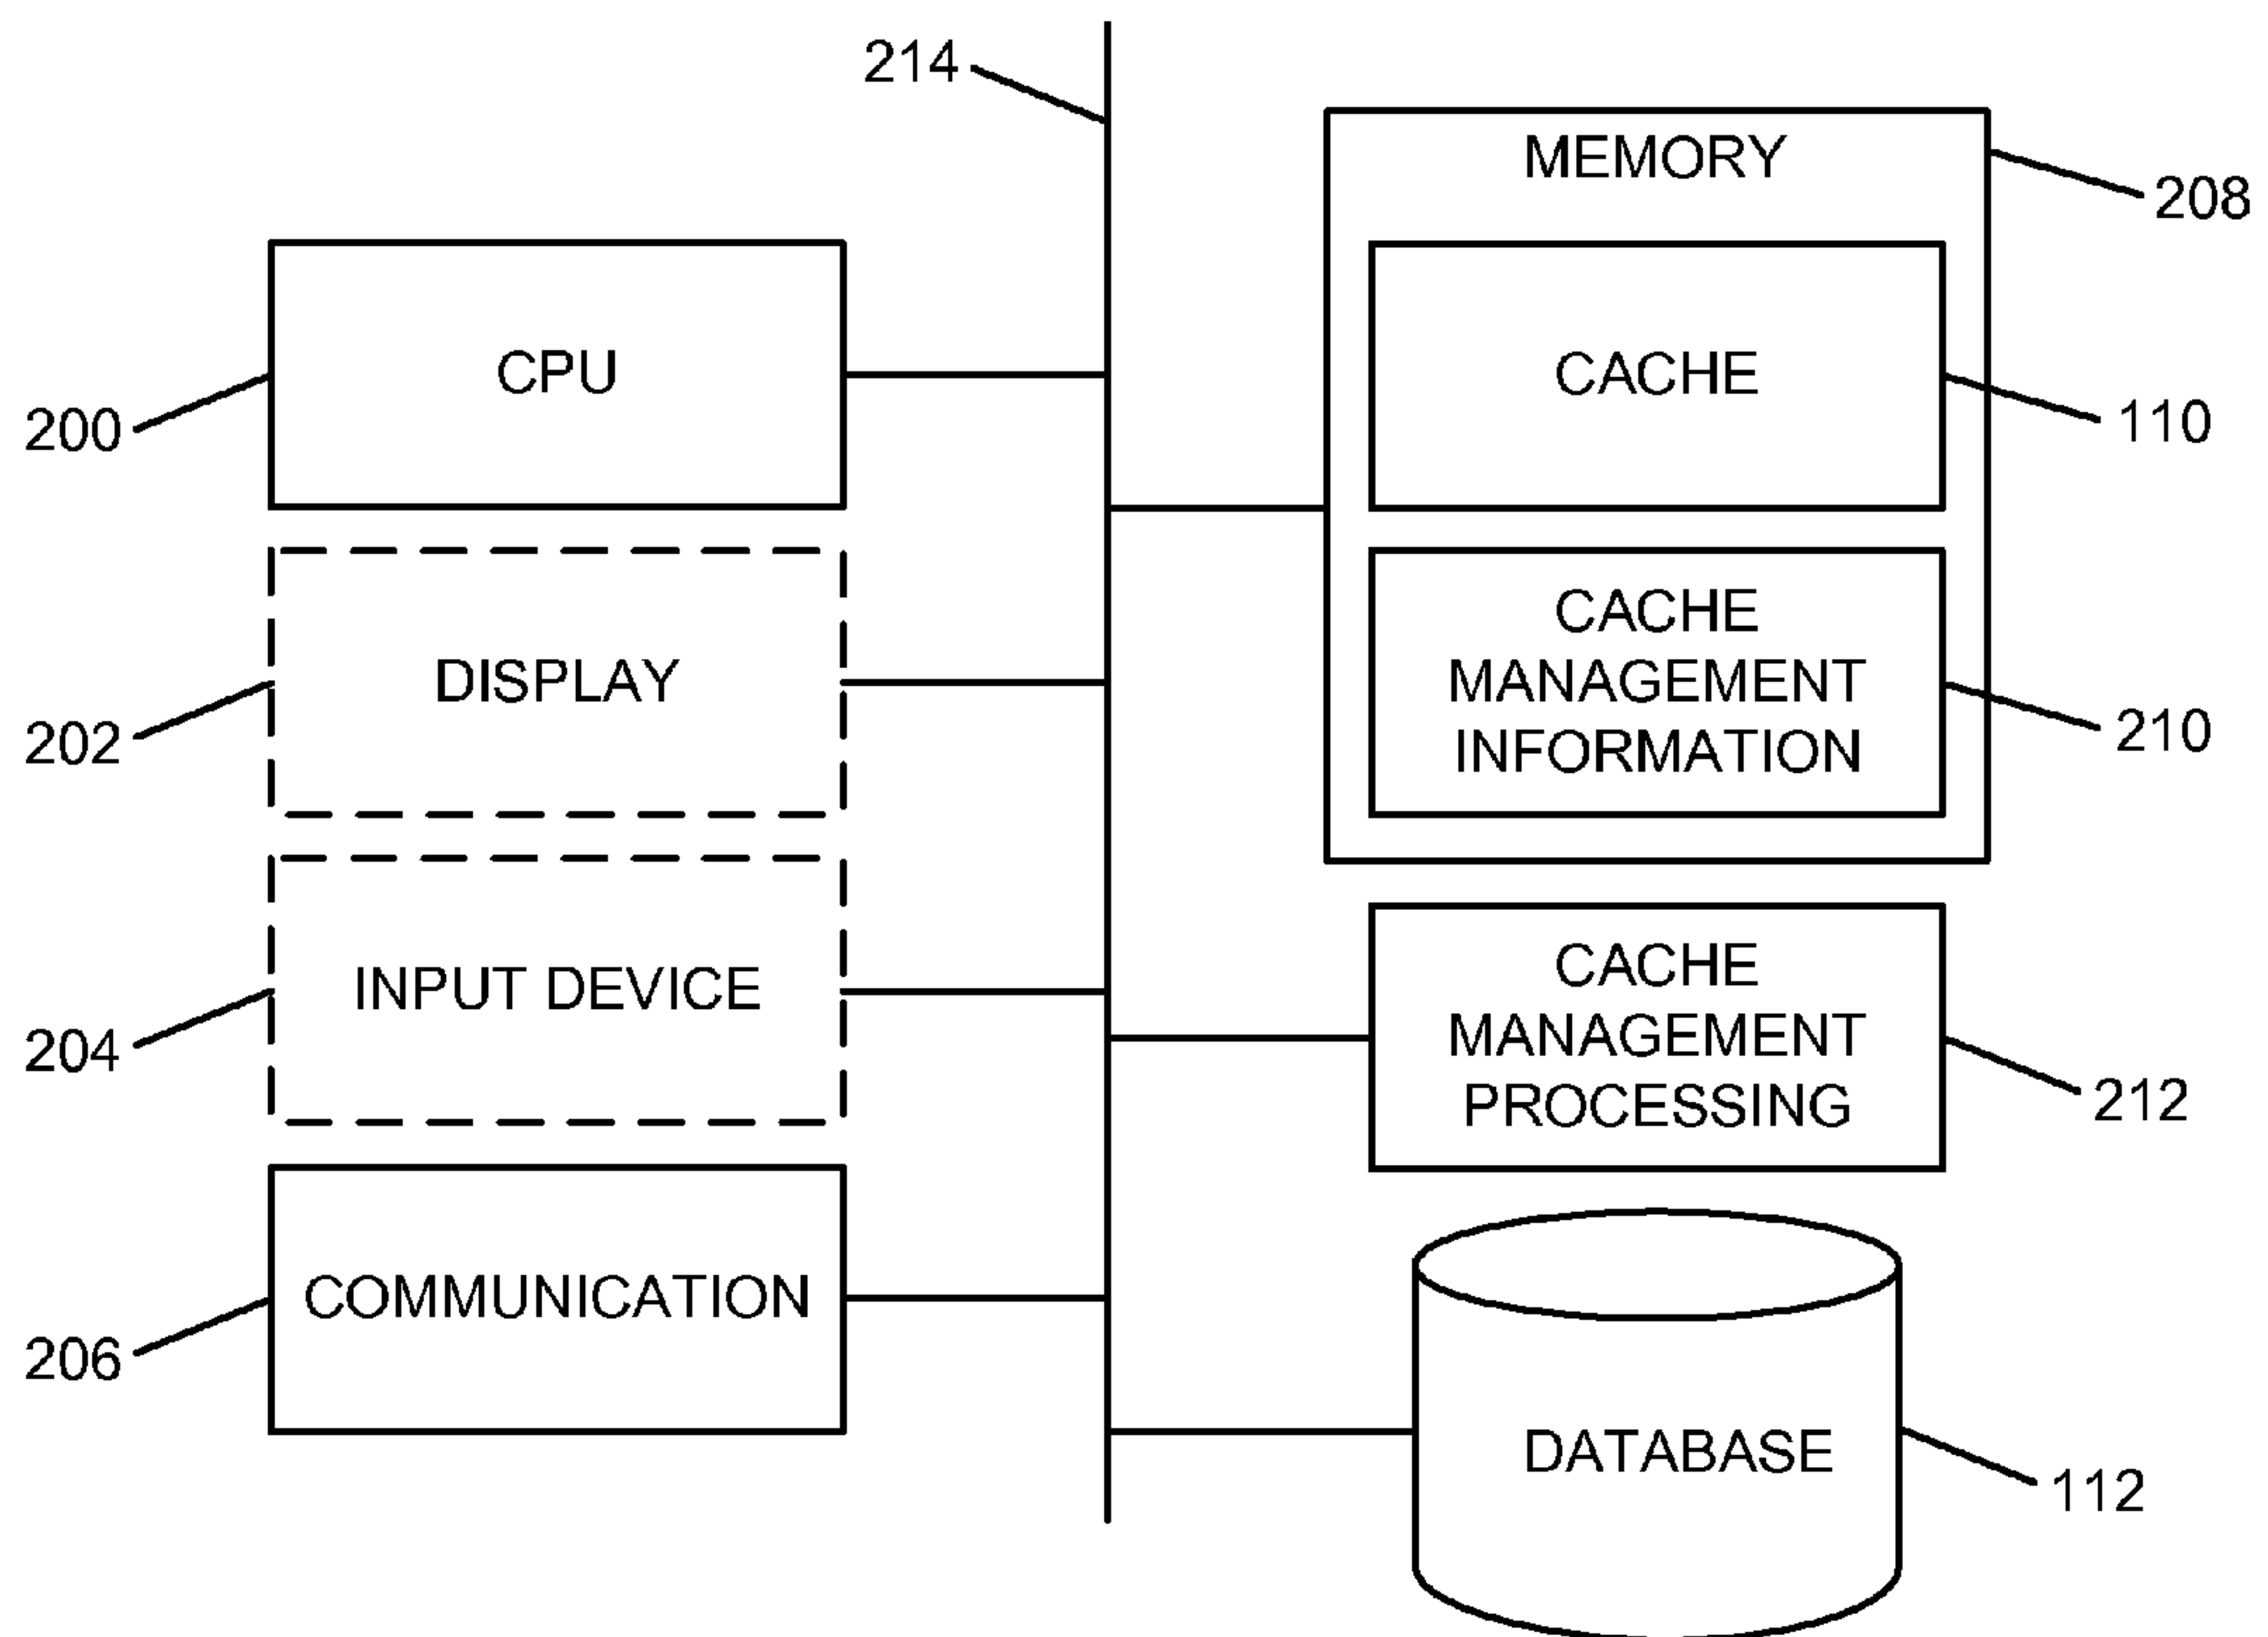 214
MEMORY
208
CPU
200
CACHE
110
DISPLAY
202
CACHE
MANAGEMENT
INFORMATION
210
INPUT DEVICE
204
CACHE
MANAGEMENT
PROCESSING
212
COMMUNICATION
206
DATABASE
112